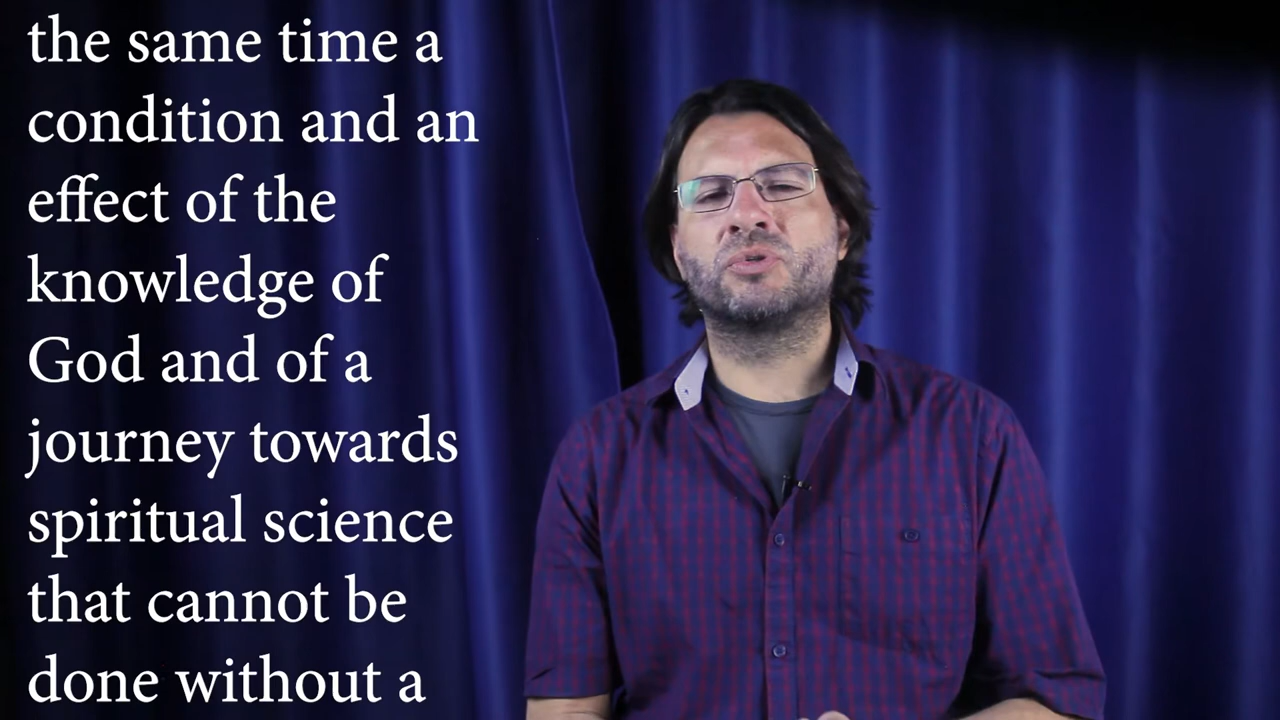 the same time a
condition and an
effect of the
knowledge of
God and of a
journey towards
spiritual science
that cannot be
done without a